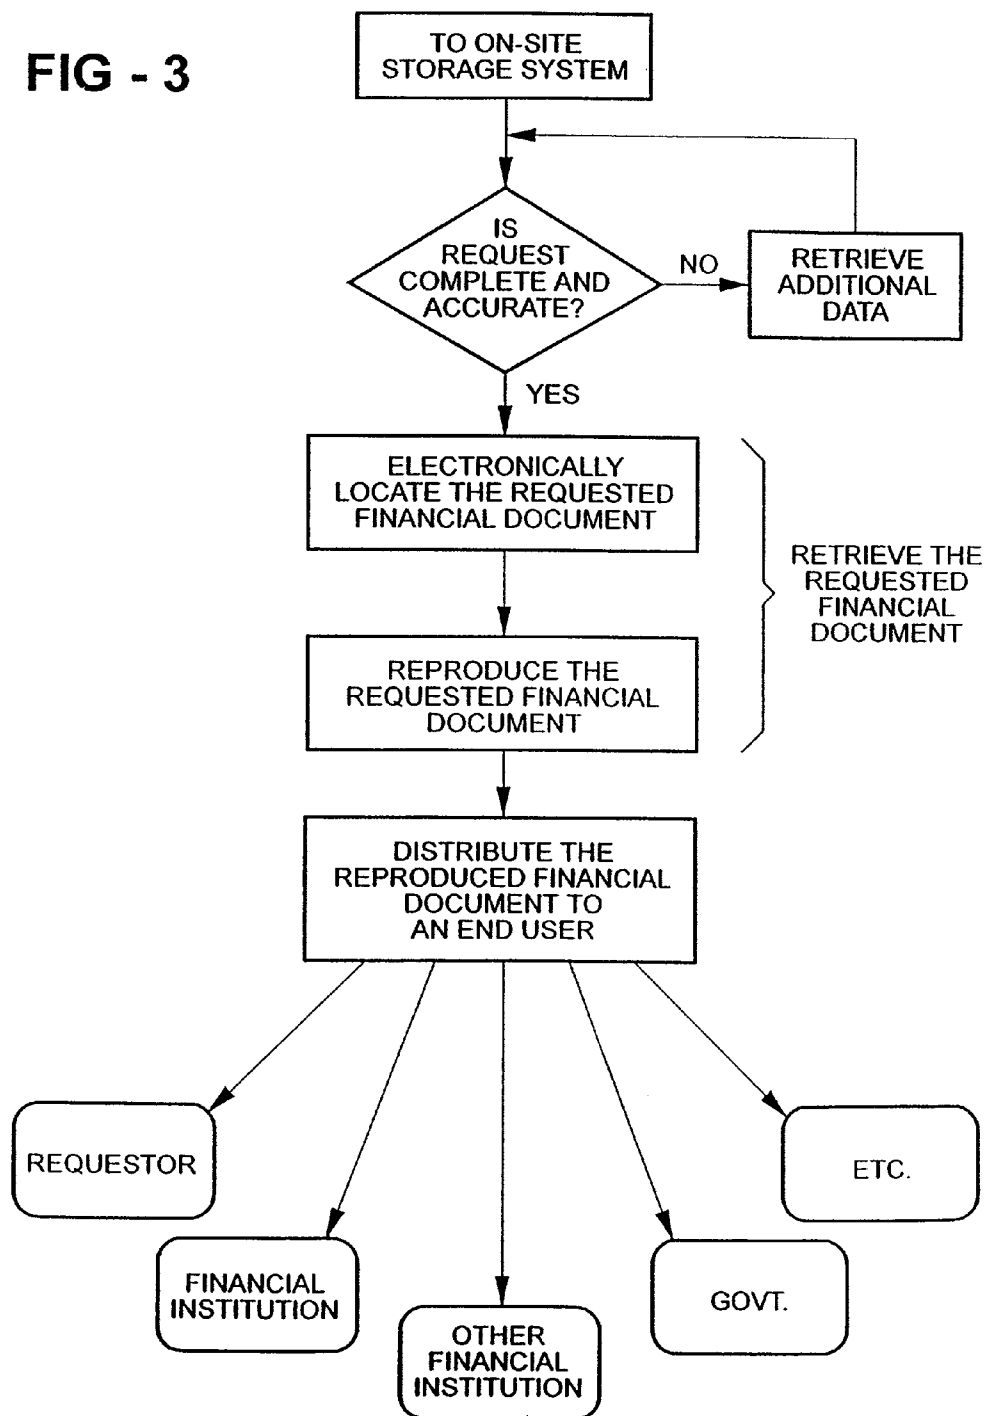 FIG - 3
TO ON-SITE
STORAGE SYSTEM
IS
REQUEST
COMPLETE AND
ACCURATE?
NO
RETRIEVE
ADDITIONAL
DATA
YES
ELECTRONICALLY
LOCATE THE REQUESTED
FINANCIAL DOCUMENT
RETRIEVE THE
REQUESTED
FINANCIAL
DOCUMENT
REPRODUCE THE
REQUESTED FINANCIAL
DOCUMENT
DISTRIBUTE THE
REPRODUCED FINANCIAL
DOCUMENT TO
AN END USER
REQUESTOR
FINANCIAL
INSTITUTION
OTHER
FINANCIAL
INSTITUTION
GOVT.
ETC.